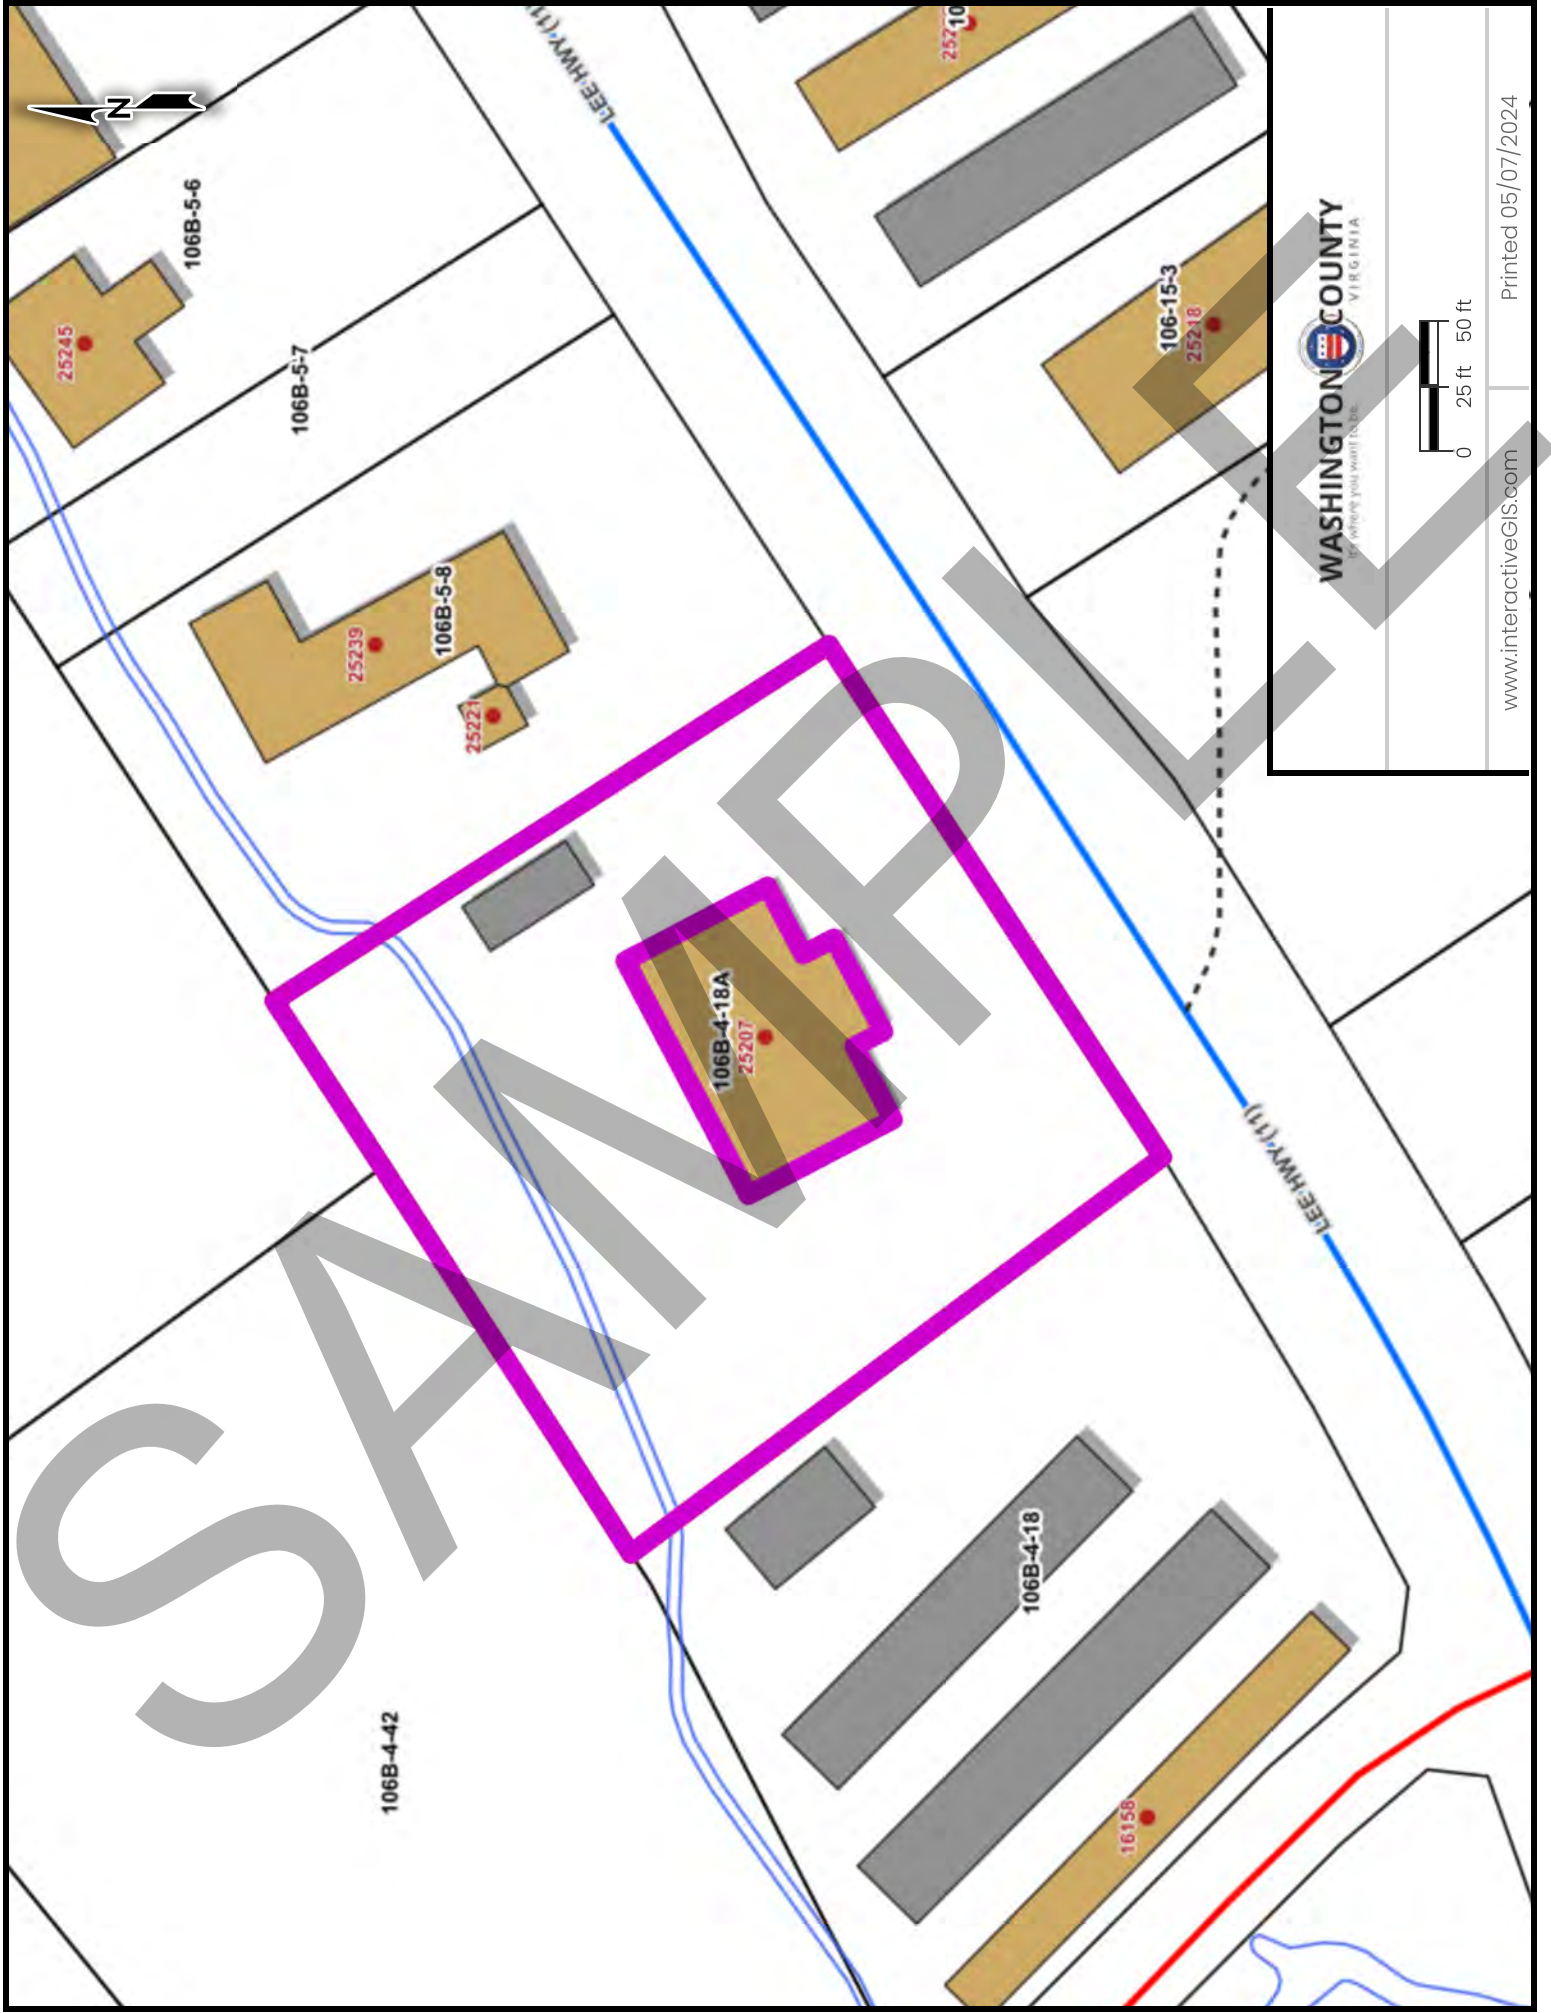 N
106B-5-6
25245
106B-5-7
25239
106B-5-8
25221
LEE HWY (11)
106-15-3
25218
106B-4-18A
25207
LEE HWY (11)
106B-4-18
16158
106B-4-42
SAMPLE
WASHINGTON COUNTY
VIRGINIA
It's where you want to be.
0 25 ft 50 ft
www.interactiveGIS.com Printed 05/07/2024